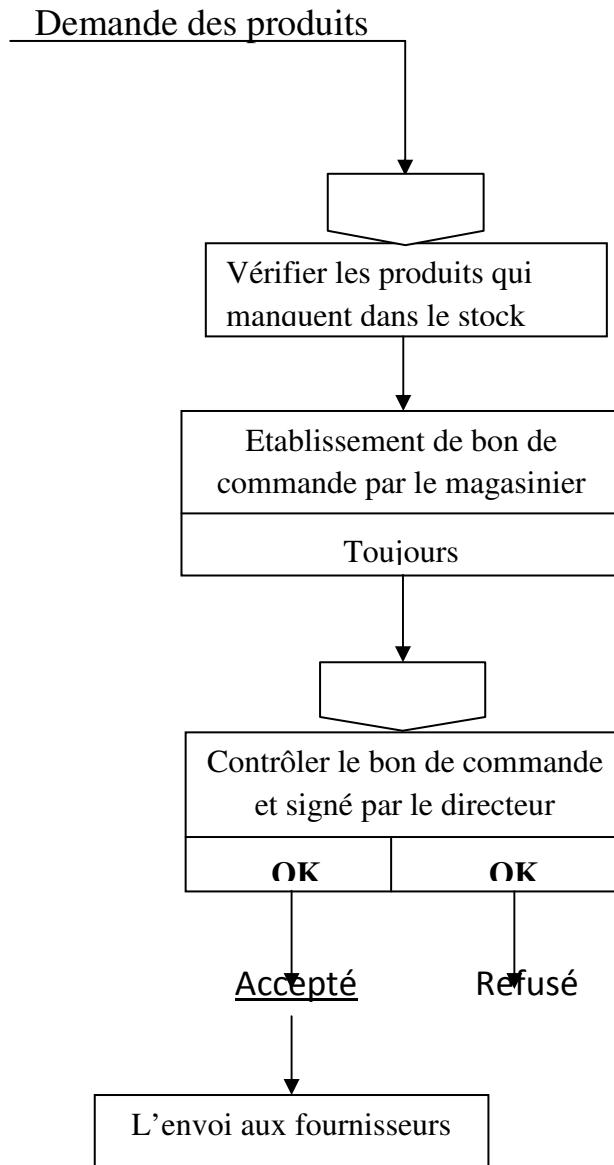 Demande des produits
Vérifier les produits qui
manquent dans le stock
Etablissement de bon de
commande par le magasinier
Toujours
Contrôler le bon de commande
et signé par le directeur
OK OK
Accepté Refusé
L'envoi aux fournisseurs